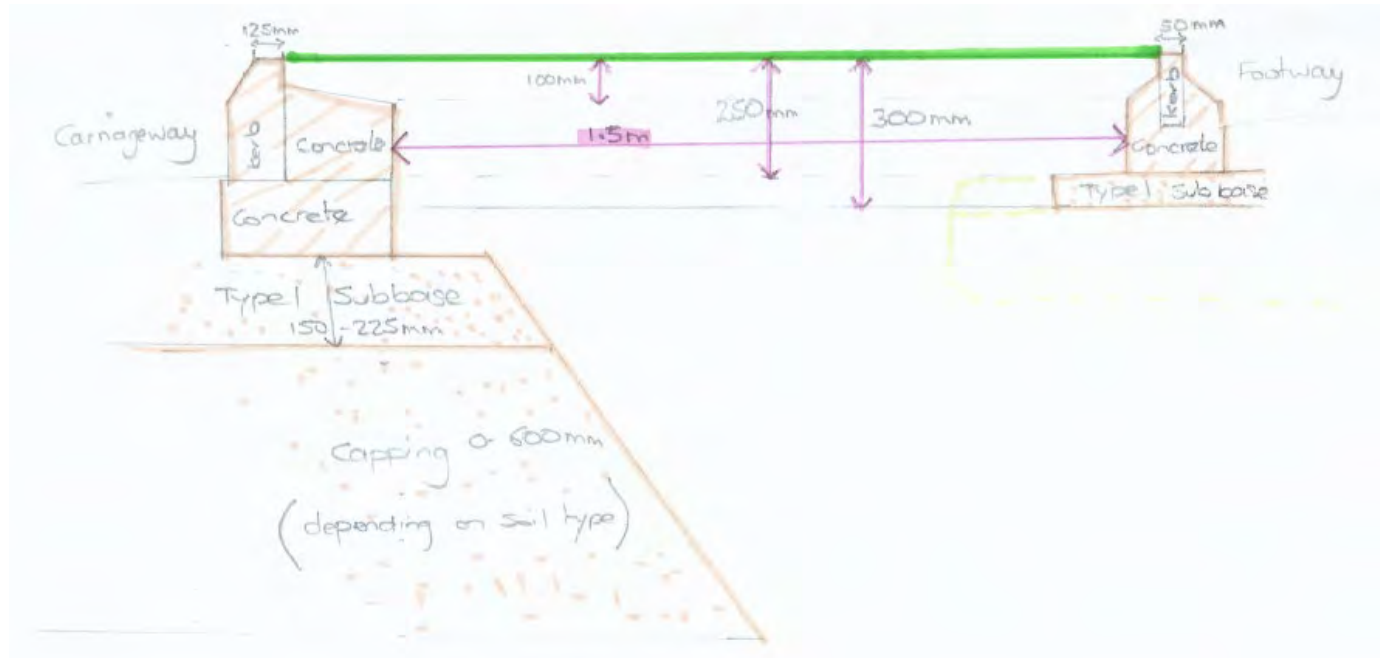 125mm
50mm
Footway
Carriageway
kerb
Concrete
100mm
250mm
300mm
1.5m
kerb
Concrete
Type 1 Subbase
Concrete
Type 1 Subbase
150-225mm
Capping 0-600mm
(depending on soil type)